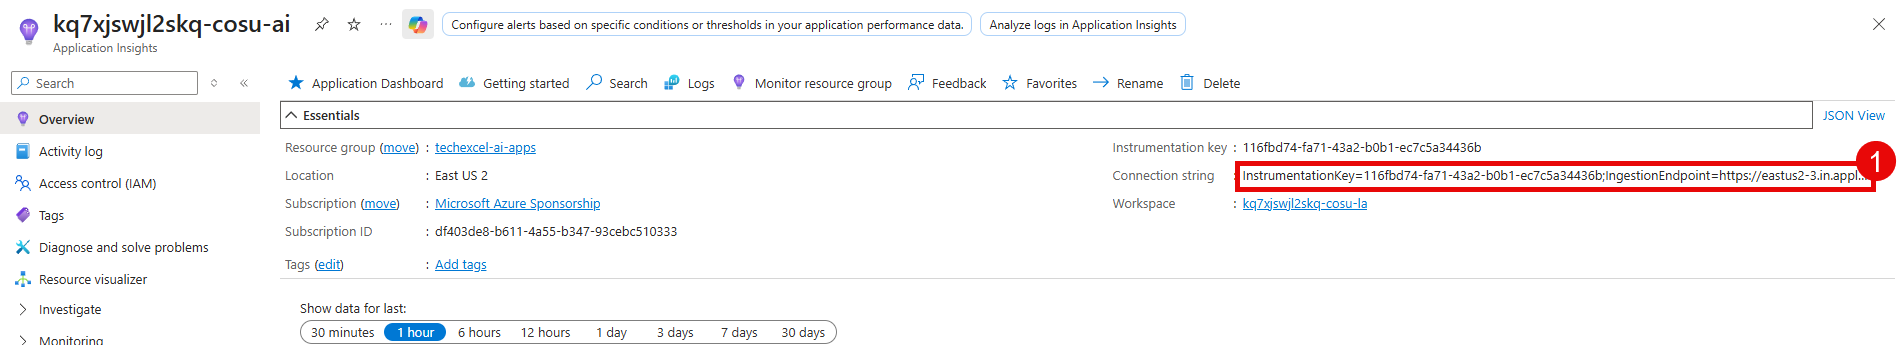 kq7xjswjl2skq-cosu-ai
Configure alerts based on specific conditions or thresholds in your application performance data.
Analyze logs in Application Insights
Application Insights
Search
Application Dashboard
Getting started
Search
Logs
Monitor resource group
Feedback
Favorites
Rename
Delete
Overview
Activity log
Access control (IAM)
Tags
Diagnose and solve problems
Resource visualizer
Investigate
Monitoring
Essentials
JSON View
Resource group (move) : techexcel-ai-apps
Location : East US 2
Subscription (move) : Microsoft Azure Sponsorship
Subscription ID : df403de8-b611-4a55-b347-93cebc510333
Tags (edit) : Add tags
Instrumentation key : 116fbd74-fa71-43a2-b0b1-ec7c5a34436b
Connection string : InstrumentationKey=116fbd74-fa71-43a2-b0b1-ec7c5a34436b;IngestionEndpoint=https://eastus2-3.in.appl...
1
Workspace : kq7xjswjl2skq-cosu-la
Show data for last:
30 minutes 1 hour 6 hours 12 hours 1 day 3 days 7 days 30 days